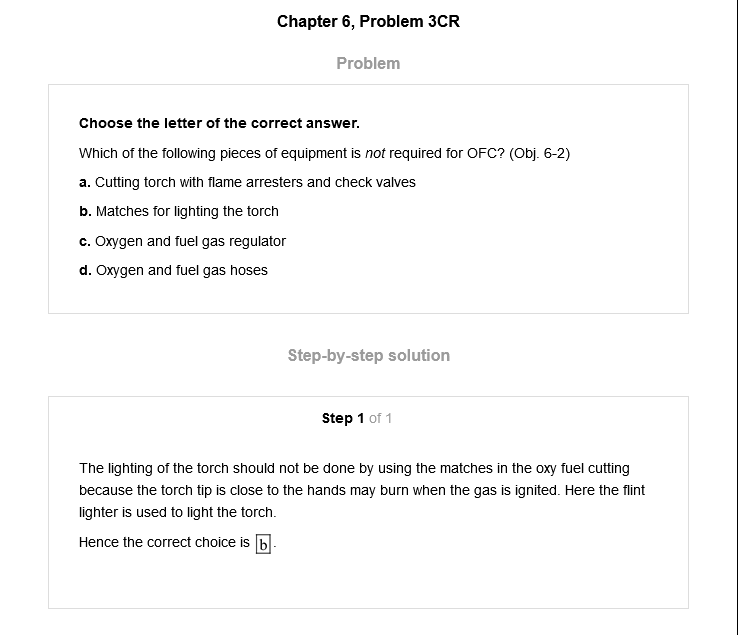 Chapter 6, Problem 3CR
Problem
Choose the letter of the correct answer.
Which of the following pieces of equipment is not required for OFC? (Obj. 6-2)
a. Cutting torch with flame arresters and check valves
b. Matches for lighting the torch
c. Oxygen and fuel gas regulator
d. Oxygen and fuel gas hoses
Step-by-step solution
Step 1 of 1
The lighting of the torch should not be done by using the matches in the oxy fuel cutting
because the torch tip is close to the hands may burn when the gas is ignited. Here the flint
lighter is used to light the torch.
Hence the correct choice is b.